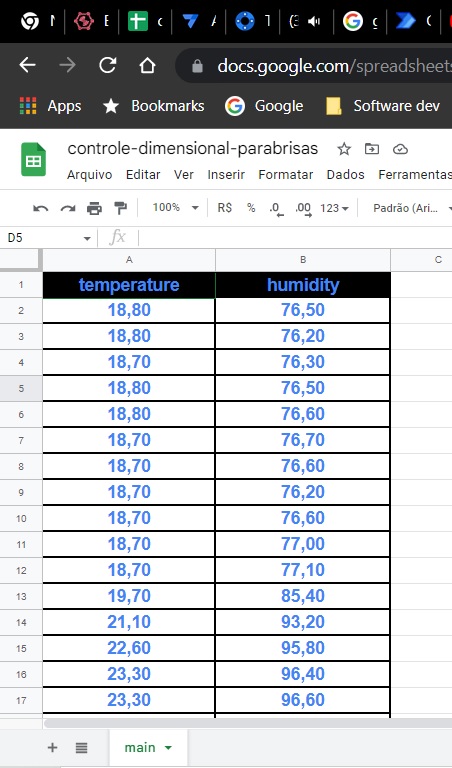 docs.google.com/spreadsheets
Apps Bookmarks Google Software dev
controle-dimensional-parabrisas
Arquivo Editar Ver Inserir Formatar Dados Ferramentas
100% R$ % .0 .00 123 Padrão (Ari...
D5 fx
A B C
1 temperature humidity
2 18,80 76,50
3 18,80 76,20
4 18,70 76,30
5 18,80 76,50
6 18,80 76,60
7 18,70 76,70
8 18,70 76,60
9 18,70 76,20
10 18,70 76,60
11 18,70 77,00
12 18,70 77,10
13 19,70 85,40
14 21,10 93,20
15 22,60 95,80
16 23,30 96,40
17 23,30 96,60
main